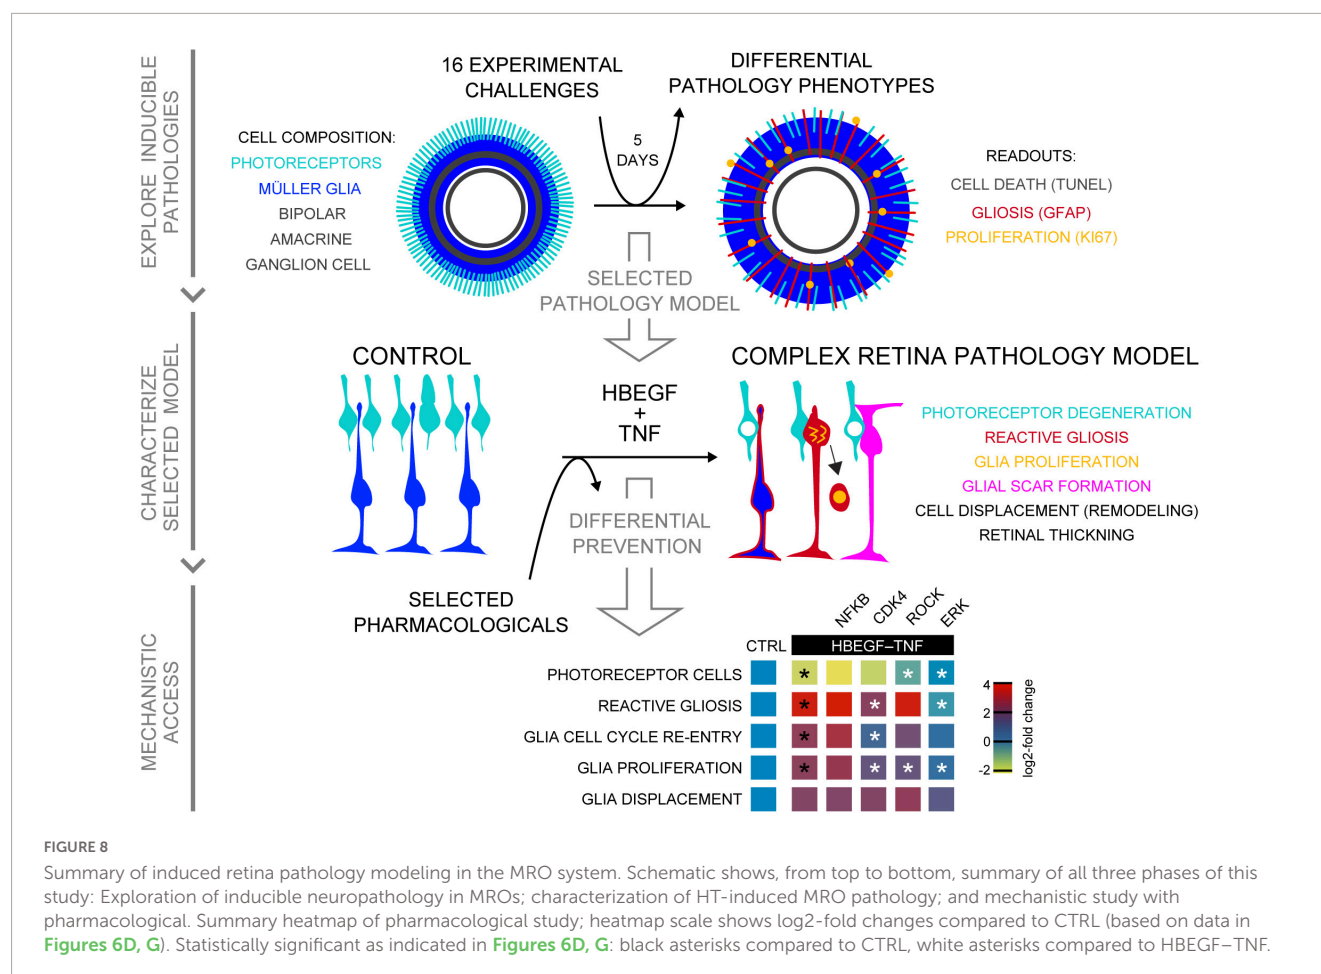 EXPLORE INDUCIBLE
PATHOLOGIES
16 EXPERIMENTAL
CHALLENGES
5
DAYS
DIFFERENTIAL
PATHOLOGY PHENOTYPES
CELL COMPOSITION:
PHOTORECEPTORS
MÜLLER GLIA
BIPOLAR
AMACRINE
GANGLION CELL
READOUTS:
CELL DEATH (TUNEL)
GLIOSIS (GFAP)
PROLIFERATION (KI67)
SELECTED
PATHOLOGY MODEL
CHARACTERIZE
SELECTED MODEL
CONTROL
HBEGF
+
TNF
COMPLEX RETINA PATHOLOGY MODEL
PHOTORECEPTOR DEGENERATION
REACTIVE GLIOSIS
GLIA PROLIFERATION
GLIAL SCAR FORMATION
CELL DISPLACEMENT (REMODELING)
RETINAL THICKNING
DIFFERENTIAL
PREVENTION
SELECTED
PHARMACOLOGICALS
MECHANISTIC
ACCESS
NFKB
CDK4
ROCK
ERK
CTRL
HBEGF–TNF
PHOTORECEPTOR CELLS * * *
REACTIVE GLIOSIS * * *
GLIA CELL CYCLE RE-ENTRY * *
GLIA PROLIFERATION * * * *
GLIA DISPLACEMENT
4
2
0
-2
log2-fold change
FIGURE 8
Summary of induced retina pathology modeling in the MRO system. Schematic shows, from top to bottom, summary of all three phases of this
study: Exploration of inducible neuropathology in MROs; characterization of HT-induced MRO pathology; and mechanistic study with
pharmacological. Summary heatmap of pharmacological study; heatmap scale shows log2-fold changes compared to CTRL (based on data in
Figures 6D, G). Statistically significant as indicated in Figures 6D, G: black asterisks compared to CTRL, white asterisks compared to HBEGF–TNF.